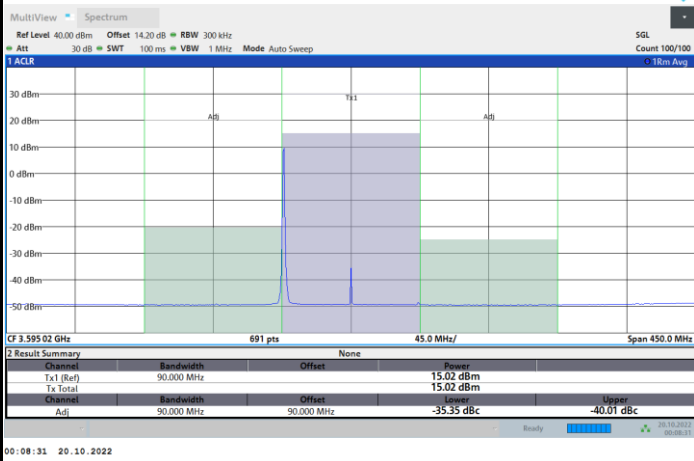 MultiView Spectrum
Ref Level 40.00 dBm Offset 14.20 dB RBW 300 kHz SGL
Att 30 dB SWT 100 ms VBW 1 MHz Mode Auto Sweep Count 100/100
1 ACLR 1Rm Avg
30 dBm
Tx1
20 dBm Adj Adj
10 dBm
0 dBm
-10 dBm
-20 dBm
-30 dBm
-40 dBm
-50 dBm
CF 3.595 02 GHz 691 pts 45.0 MHz/ Span 450.0 MHz
2 Result Summary None
Channel Bandwidth Offset Power
Tx1 (Ref) 90.000 MHz 15.02 dBm
Tx Total 15.02 dBm
Channel Bandwidth Offset Lower Upper
Adj 90.000 MHz 90.000 MHz -35.35 dBc -40.01 dBc
Ready 20.10.2022
00:08:31
00:08:31 20.10.2022